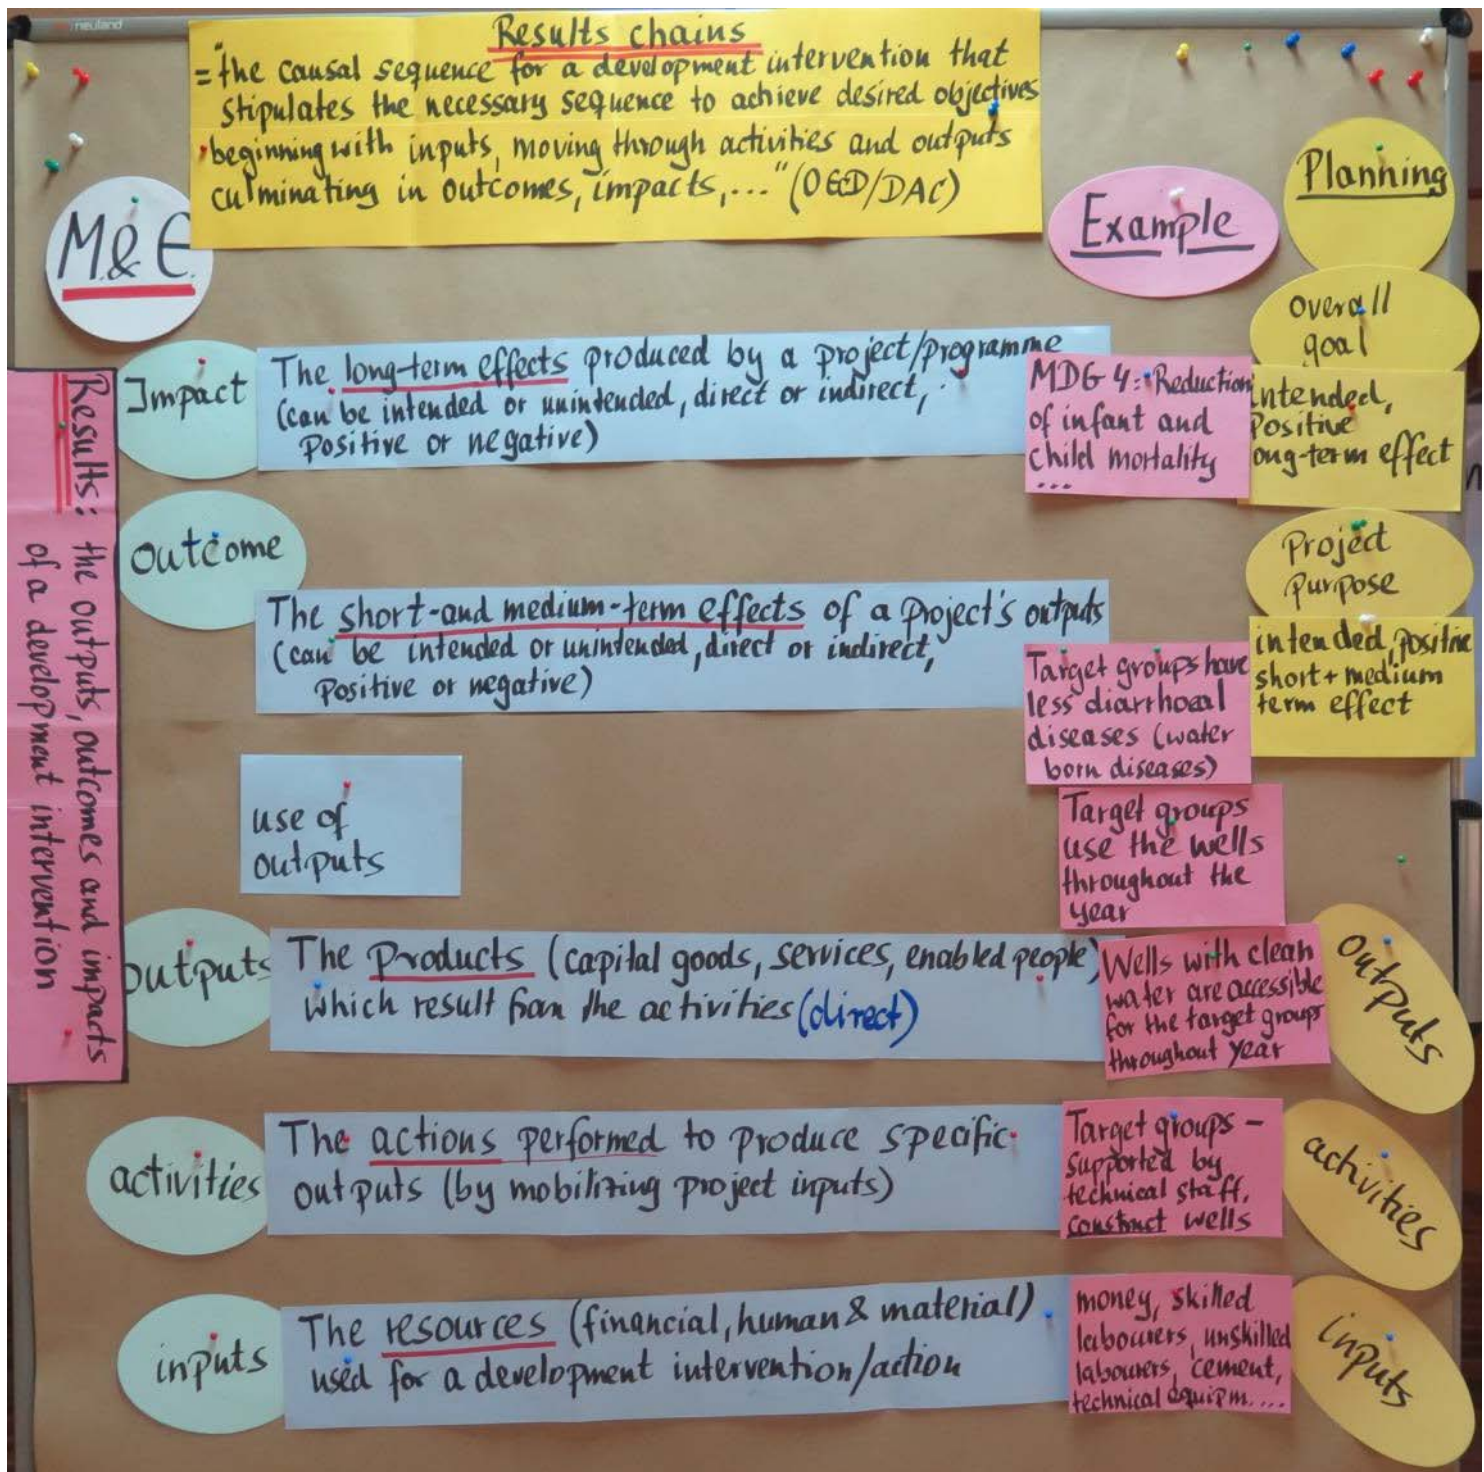 neuland
Results chains
= "the causal sequence for a development intervention that
stipulates the necessary sequence to achieve desired objectives
beginning with inputs, moving through activities and outputs
culminating in outcomes, impacts, ..." (OECD/DAC)
M.& E.
Example
Planning
Results: the outputs, outcomes and impacts
of a development intervention
Impact
The long-term effects produced by a project/programme
(can be intended or unintended, direct or indirect,
Positive or negative)
MDG 4: Reduction
of infant and
child mortality
...
overall
goal
intended,
Positive
long-term effect
outcome
The short-and medium-term effects of a project's outputs
(can be intended or unintended, direct or indirect,
Positive or negative)
Target groups have
less diarrhoeal
diseases (water
born diseases)
Project
purpose
intended, positive
short + medium
term effect
use of
outputs
Target groups
use the wells
throughout the
year
outputs
The Products (capital goods, services, enabled people)
which result from the activities (direct)
Wells with clean
water are accessible
for the target groups
throughout year
outputs
activities
The actions performed to produce specific
outputs (by mobilizing project inputs)
Target groups -
supported by
technical staff,
construct wells
activities
inputs
The resources (financial, human & material)
used for a development intervention/action
money, skilled
labourers, unskilled
labourers, cement,
technical equipm....
inputs